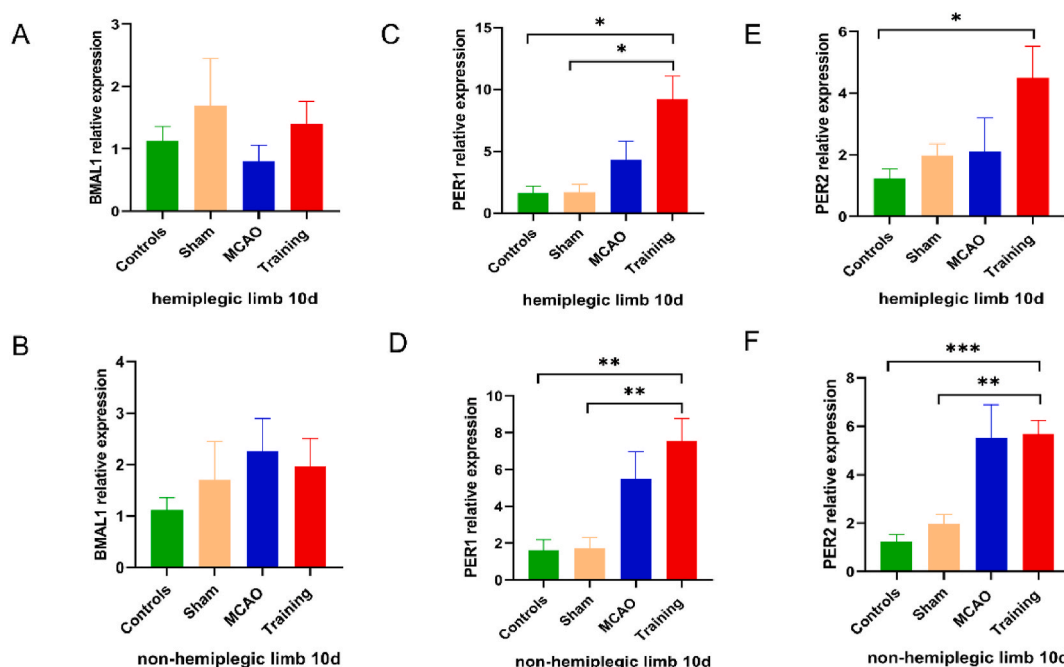 A
BMAL1 relative expression
3
2
1
0
Controls
Sham
MCAO
Training
hemiplegic limb 10d
C
PER1 relative expression
15
10
5
0
*
*
Controls
Sham
MCAO
Training
hemiplegic limb 10d
E
PER2 relative expression
6
4
2
0
*
Controls
Sham
MCAO
Training
hemiplegic limb 10d
B
BMAL1 relative expression
4
3
2
1
0
Controls
Sham
MCAO
Training
non-hemiplegic limb 10d
D
PER1 relative expression
10
8
6
4
2
0
**
**
Controls
Sham
MCAO
Training
non-hemiplegic limb 10d
F
PER2 relative expression
8
6
4
2
0
***
**
Controls
Sham
MCAO
Training
non-hemiplegic limb 10d